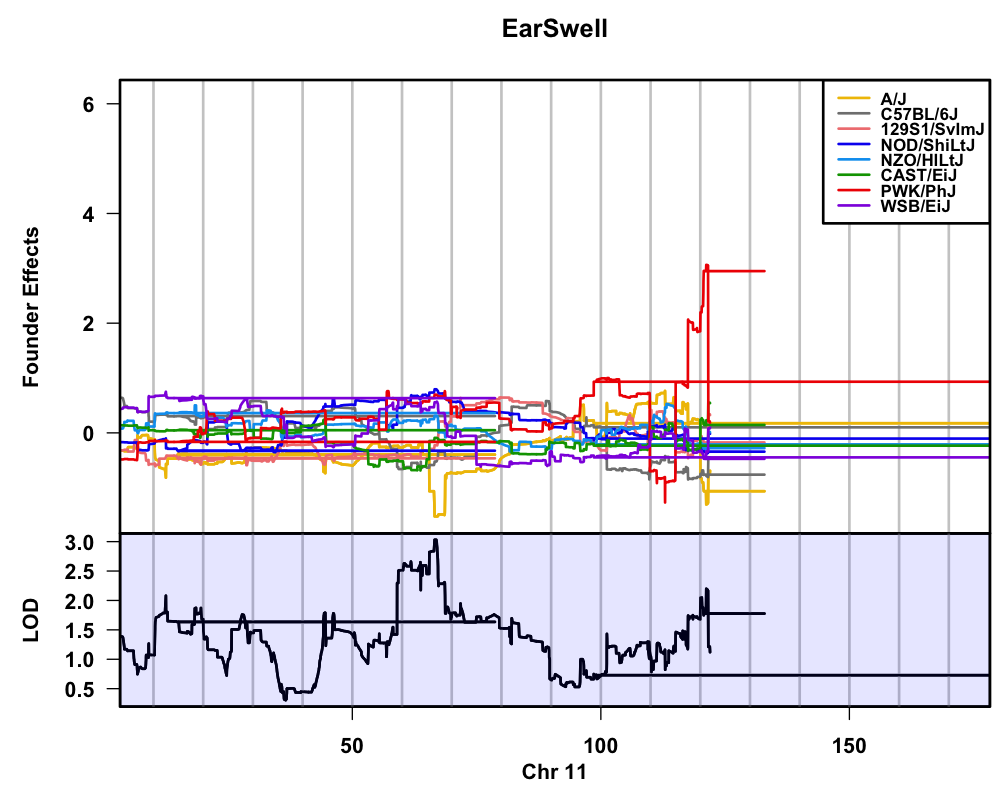 EarSwell
A/J
C57BL/6J
129S1/SvImJ
NOD/ShiLtJ
NZO/HlLtJ
CAST/EiJ
PWK/PhJ
WSB/EiJ
Founder Effects
6
4
2
0
LOD
3.0
2.5
2.0
1.5
1.0
0.5
50
100
150
Chr 11